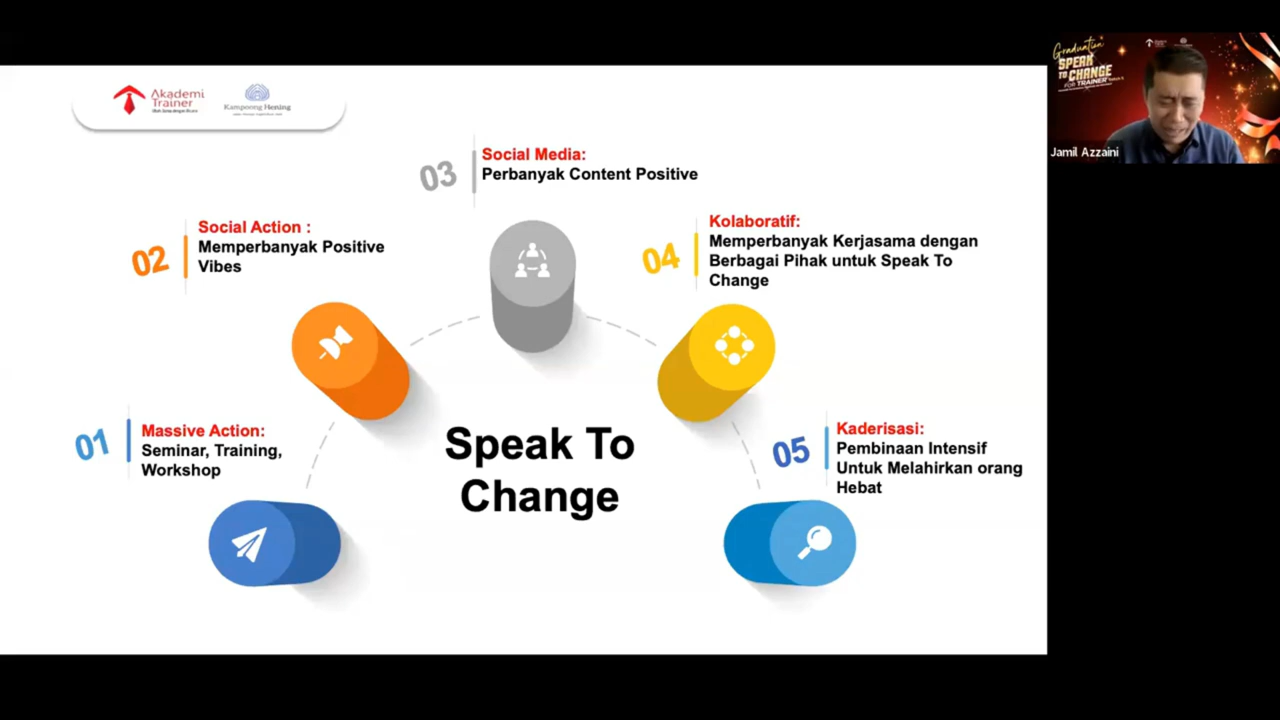 Akademi
Trainer
Kampoeng Hening
03
Social Media:
Perbanyak Content Positive
02
Social Action :
Memperbanyak Positive
Vibes
04
Kolaboratif:
Memperbanyak Kerjasama dengan
Berbagai Pihak untuk Speak To
Change
01
Massive Action:
Seminar, Training,
Workshop
05
Kaderisasi:
Pembinaan Intensif
Untuk Melahirkan orang
Hebat
Speak To
Change
Graduation
SPEAK
TO CHANGE
FOR TRAINER
Jamil Azzaini